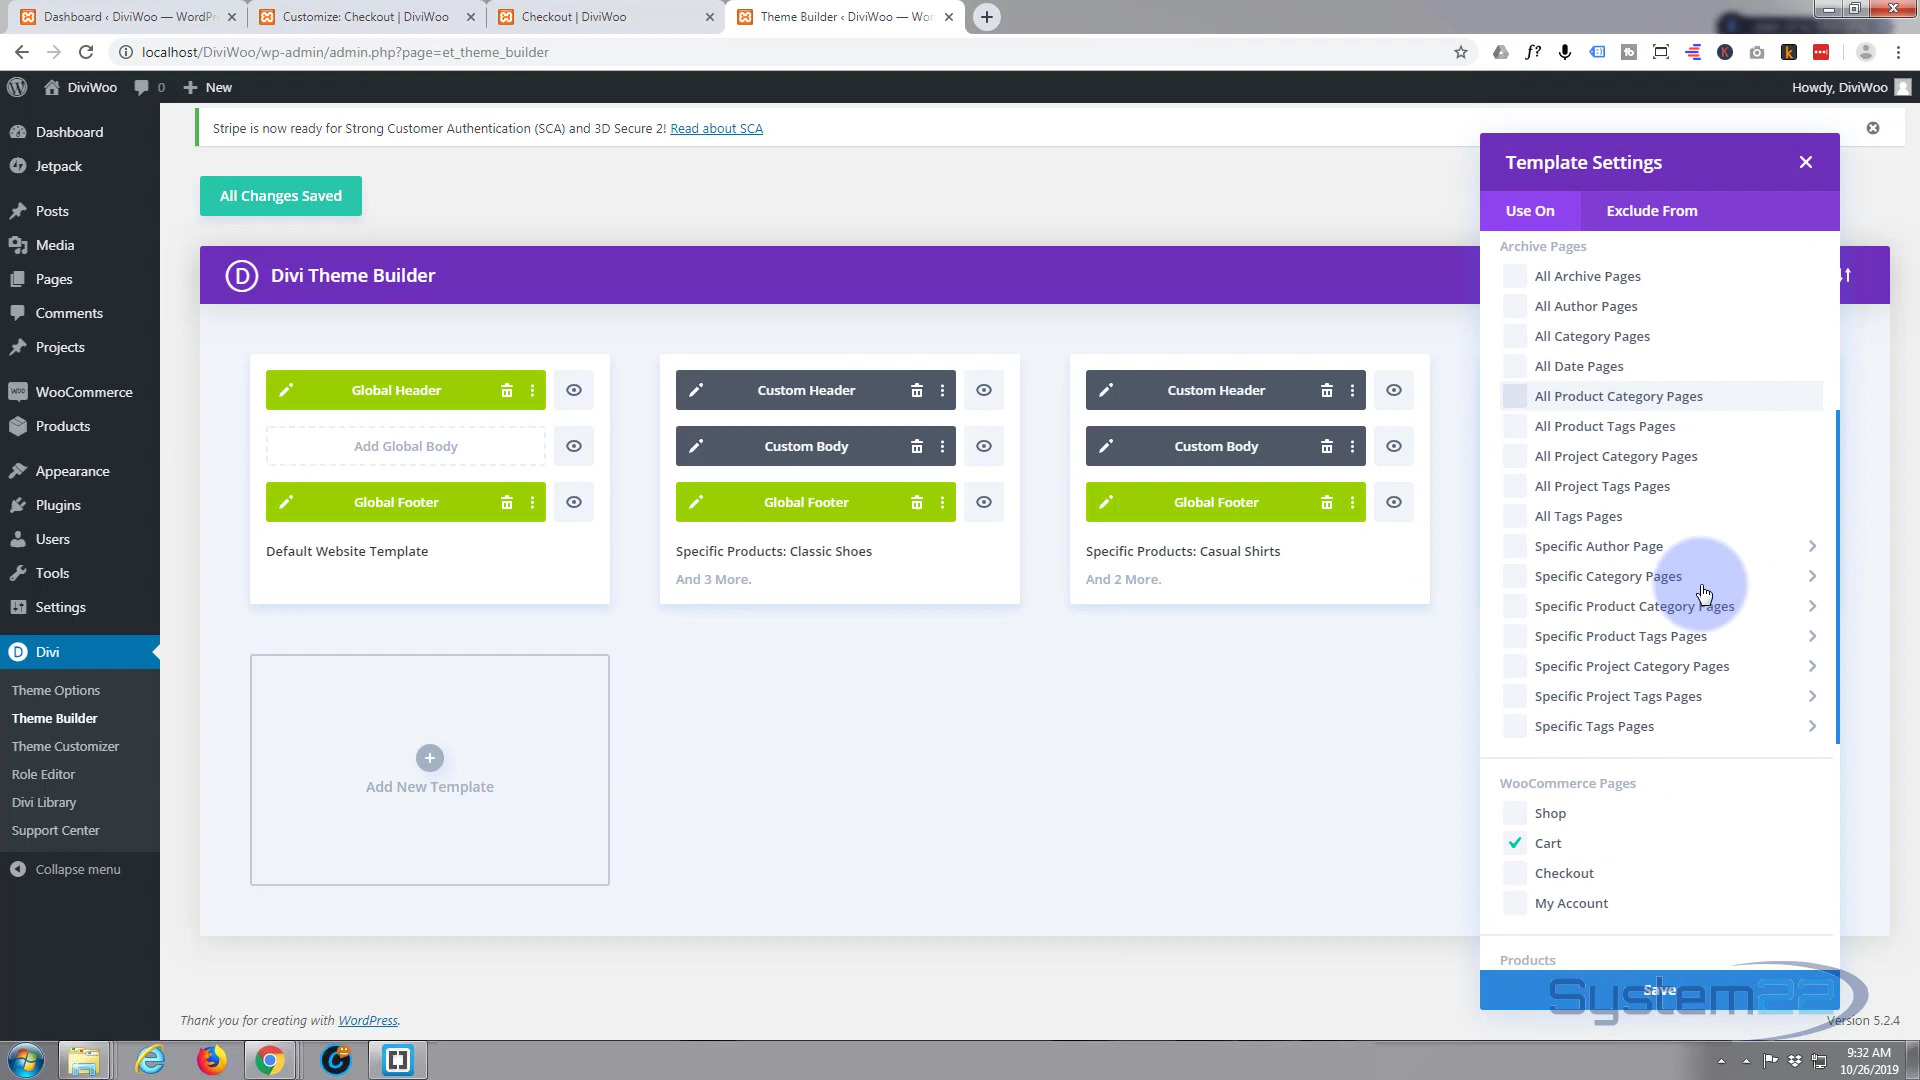 Dashboard ‹ DiviWoo — WordPr
Customize: Checkout | DiviWoo
Checkout | DiviWoo
Theme Builder ‹ DiviWoo — Wor
localhost/DiviWoo/wp-admin/admin.php?page=et_theme_builder
DiviWoo
0
New
Howdy, DiviWoo
Dashboard
Jetpack
Posts
Media
Pages
Comments
Projects
WooCommerce
Products
Appearance
Plugins
Users
Tools
Settings
Divi
Theme Options
Theme Builder
Theme Customizer
Role Editor
Divi Library
Support Center
Collapse menu
Stripe is now ready for Strong Customer Authentication (SCA) and 3D Secure 2! Read about SCA
All Changes Saved
Divi Theme Builder
Global Header
Add Global Body
Global Footer
Default Website Template
Custom Header
Custom Body
Global Footer
Specific Products: Classic Shoes
And 3 More.
Custom Header
Custom Body
Global Footer
Specific Products: Casual Shirts
And 2 More.
Add New Template
Template Settings
Use On
Exclude From
Archive Pages
All Archive Pages
All Author Pages
All Category Pages
All Date Pages
All Product Category Pages
All Product Tags Pages
All Project Category Pages
All Project Tags Pages
All Tags Pages
Specific Author Page
Specific Category Pages
Specific Product Category Pages
Specific Product Tags Pages
Specific Project Category Pages
Specific Project Tags Pages
Specific Tags Pages
WooCommerce Pages
Shop
Cart
Checkout
My Account
Products
Save
System22
Thank you for creating with WordPress.
Version 5.2.4
9:32 AM
10/26/2019